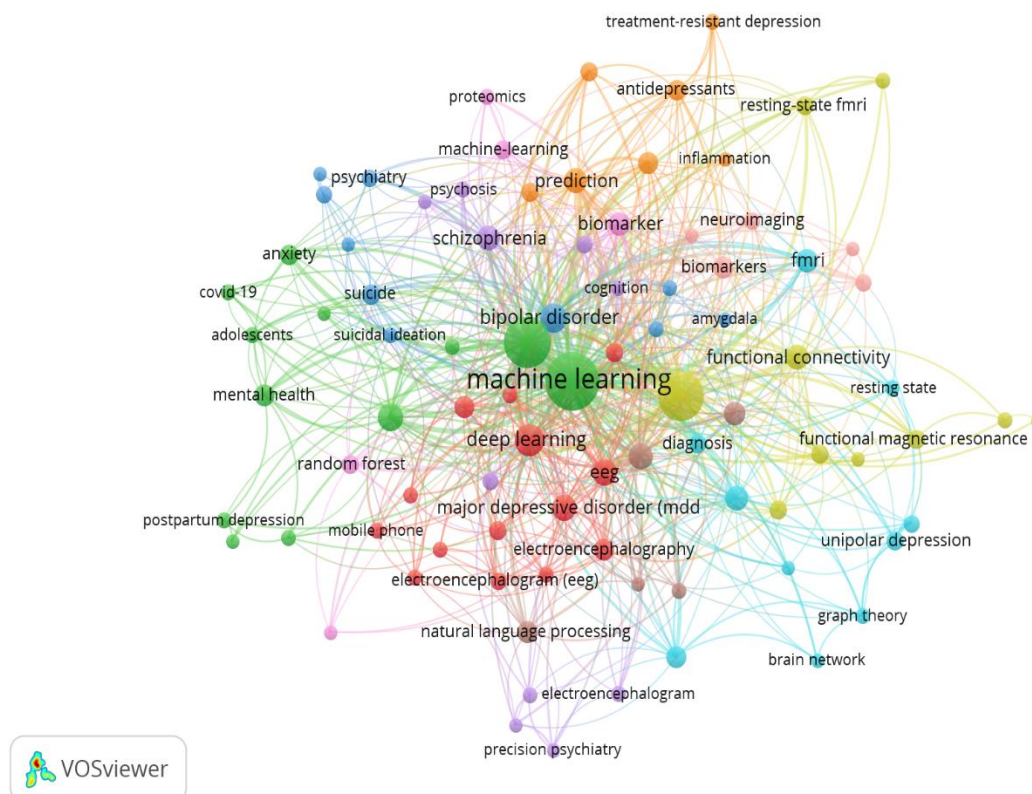 treatment-resistant depression
antidepressants
resting-state fmri
proteomics
machine-learning
inflammation
psychiatry
psychosis
prediction
biomarker
neuroimaging
schizophrenia
anxiety
fmri
biomarkers
covid-19
suicide
cognition
bipolar disorder
amygdala
adolescents
suicidal ideation
functional connectivity
machine learning
resting state
mental health
deep learning
diagnosis
functional magnetic resonance
random forest
eeg
major depressive disorder (mdd
postpartum depression
mobile phone
unipolar depression
electroencephalography
electroencephalogram (eeg)
graph theory
natural language processing
brain network
electroencephalogram
precision psychiatry
VOSviewer